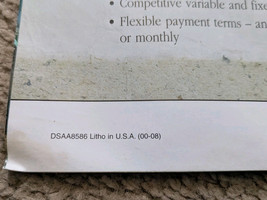 • Competitive variable and fixe
• Flexible payment terms – an
or monthly
DSAA8586 Litho in U.S.A. (00-08)